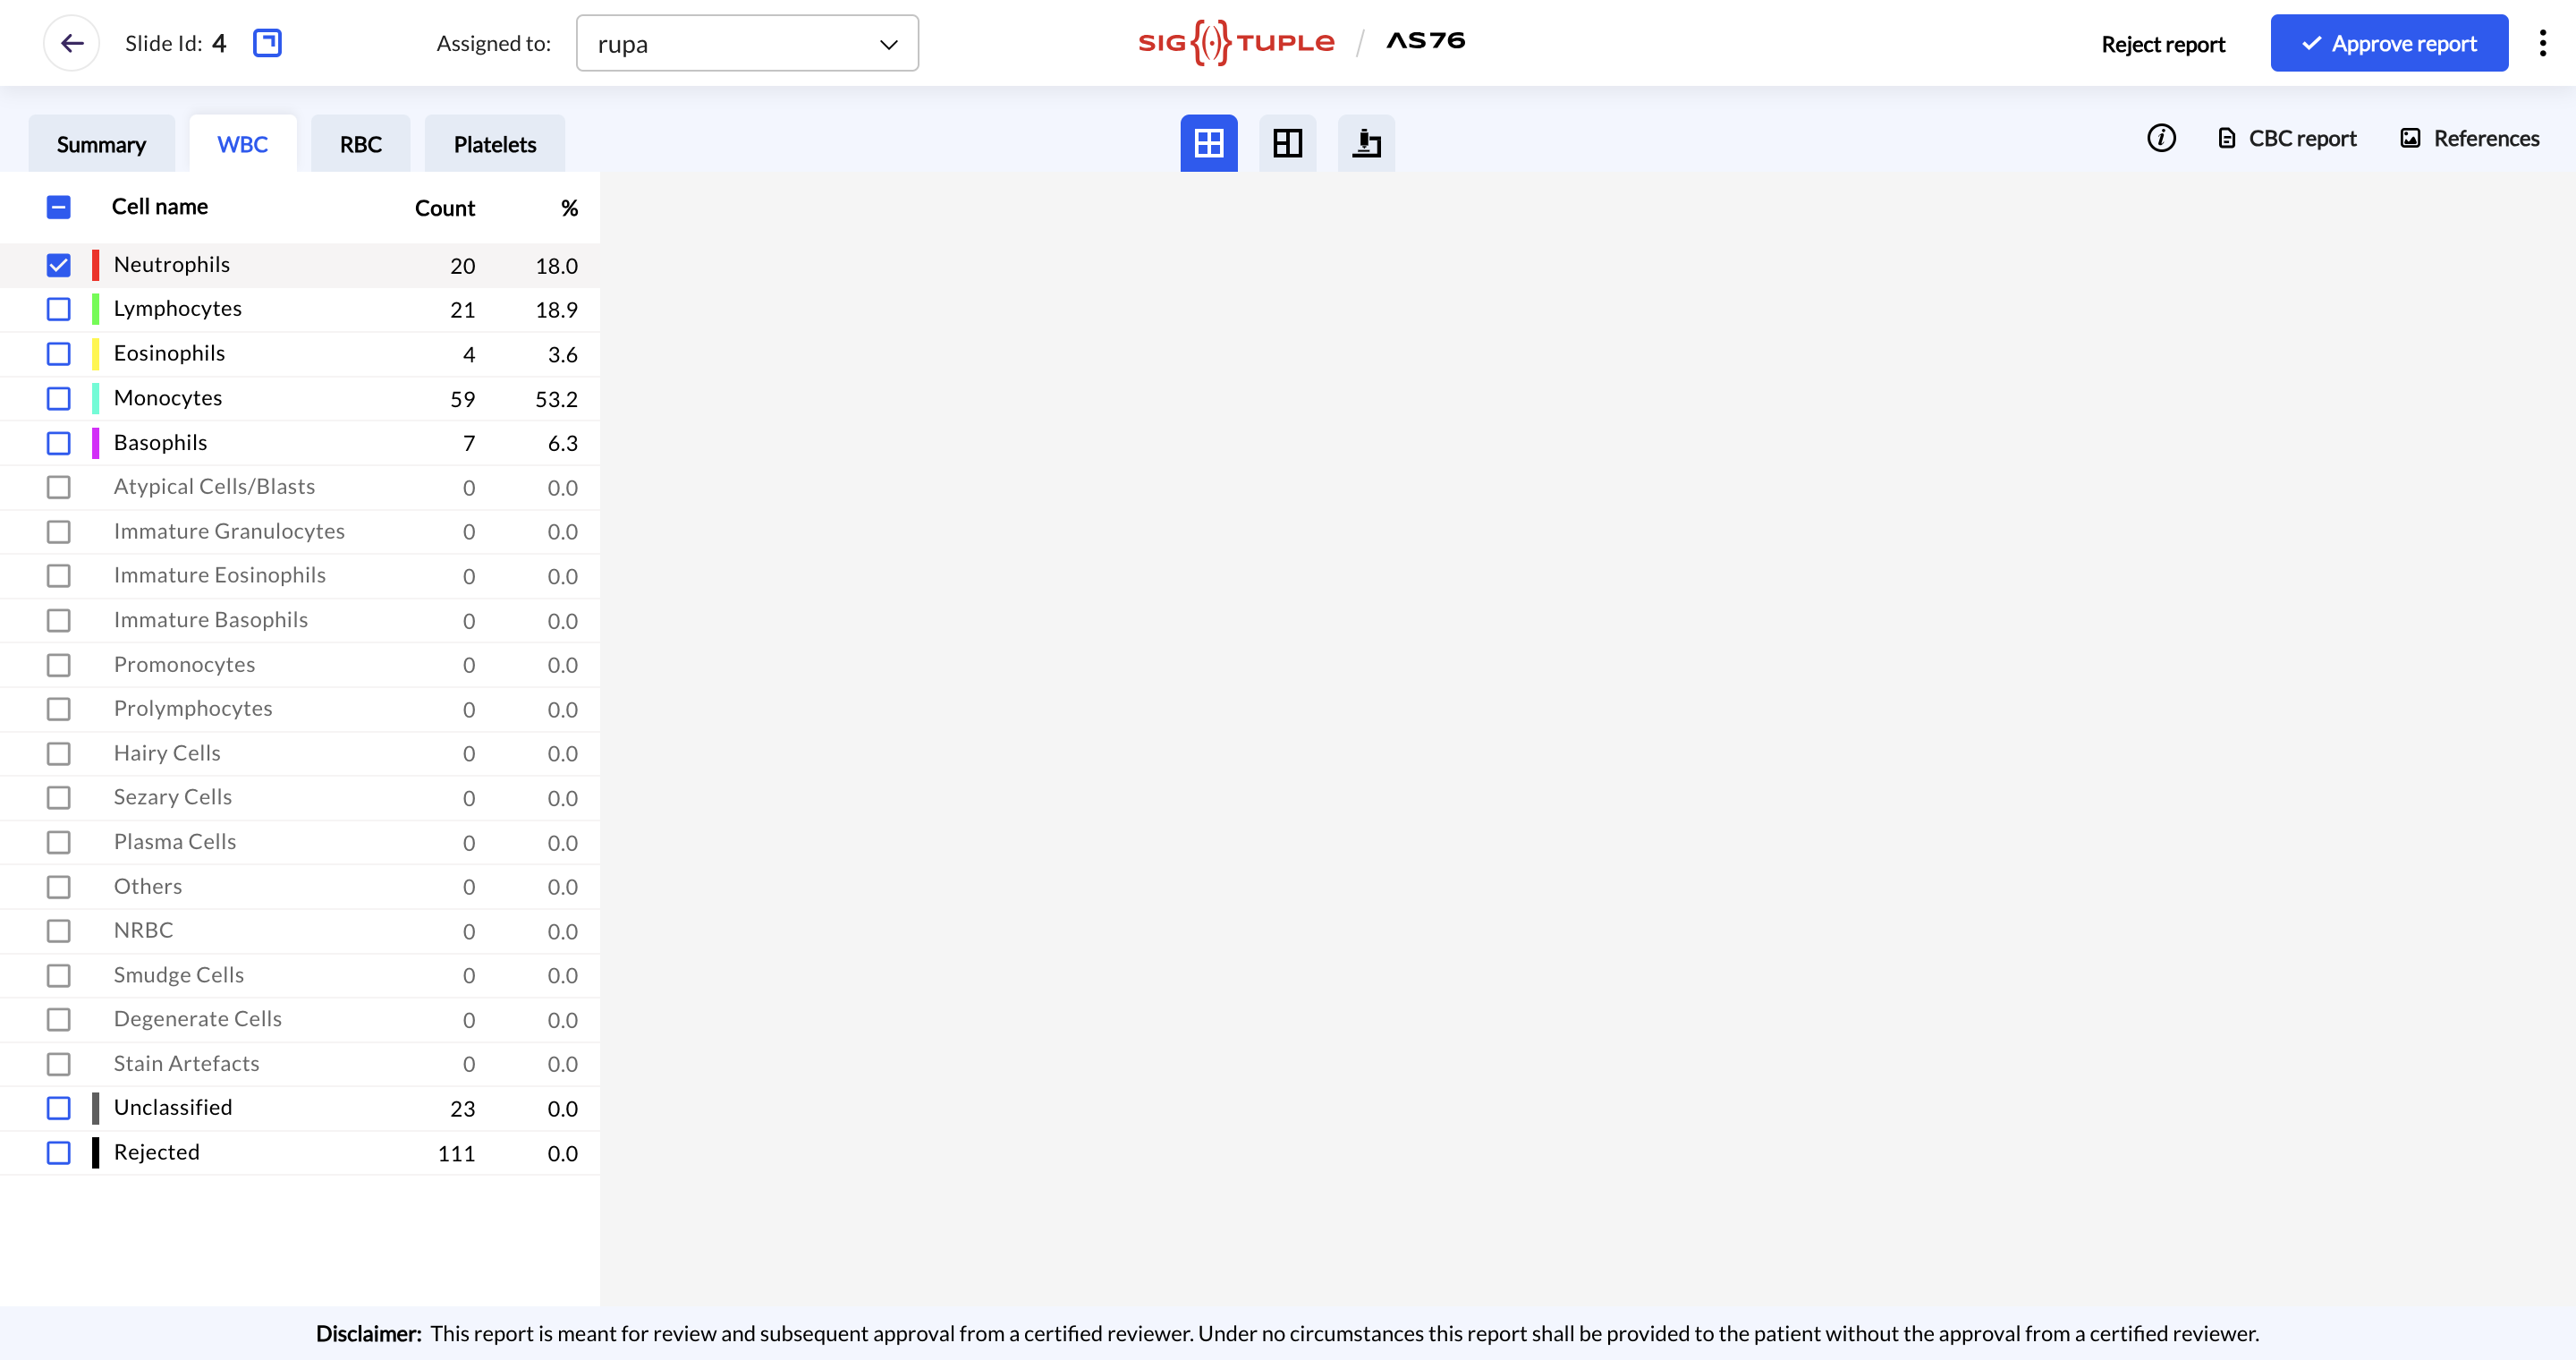 Slide Id: 4
Assigned to: rupa
SIG{(·)}TUPLE / AS76
Reject report
Approve report
Summary
WBC
RBC
Platelets
CBC report
References
Cell name Count %
Neutrophils 20 18.0
Lymphocytes 21 18.9
Eosinophils 4 3.6
Monocytes 59 53.2
Basophils 7 6.3
Atypical Cells/Blasts 0 0.0
Immature Granulocytes 0 0.0
Immature Eosinophils 0 0.0
Immature Basophils 0 0.0
Promonocytes 0 0.0
Prolymphocytes 0 0.0
Hairy Cells 0 0.0
Sezary Cells 0 0.0
Plasma Cells 0 0.0
Others 0 0.0
NRBC 0 0.0
Smudge Cells 0 0.0
Degenerate Cells 0 0.0
Stain Artefacts 0 0.0
Unclassified 23 0.0
Rejected 111 0.0
Disclaimer: This report is meant for review and subsequent approval from a certified reviewer. Under no circumstances this report shall be provided to the patient without the approval from a certified reviewer.